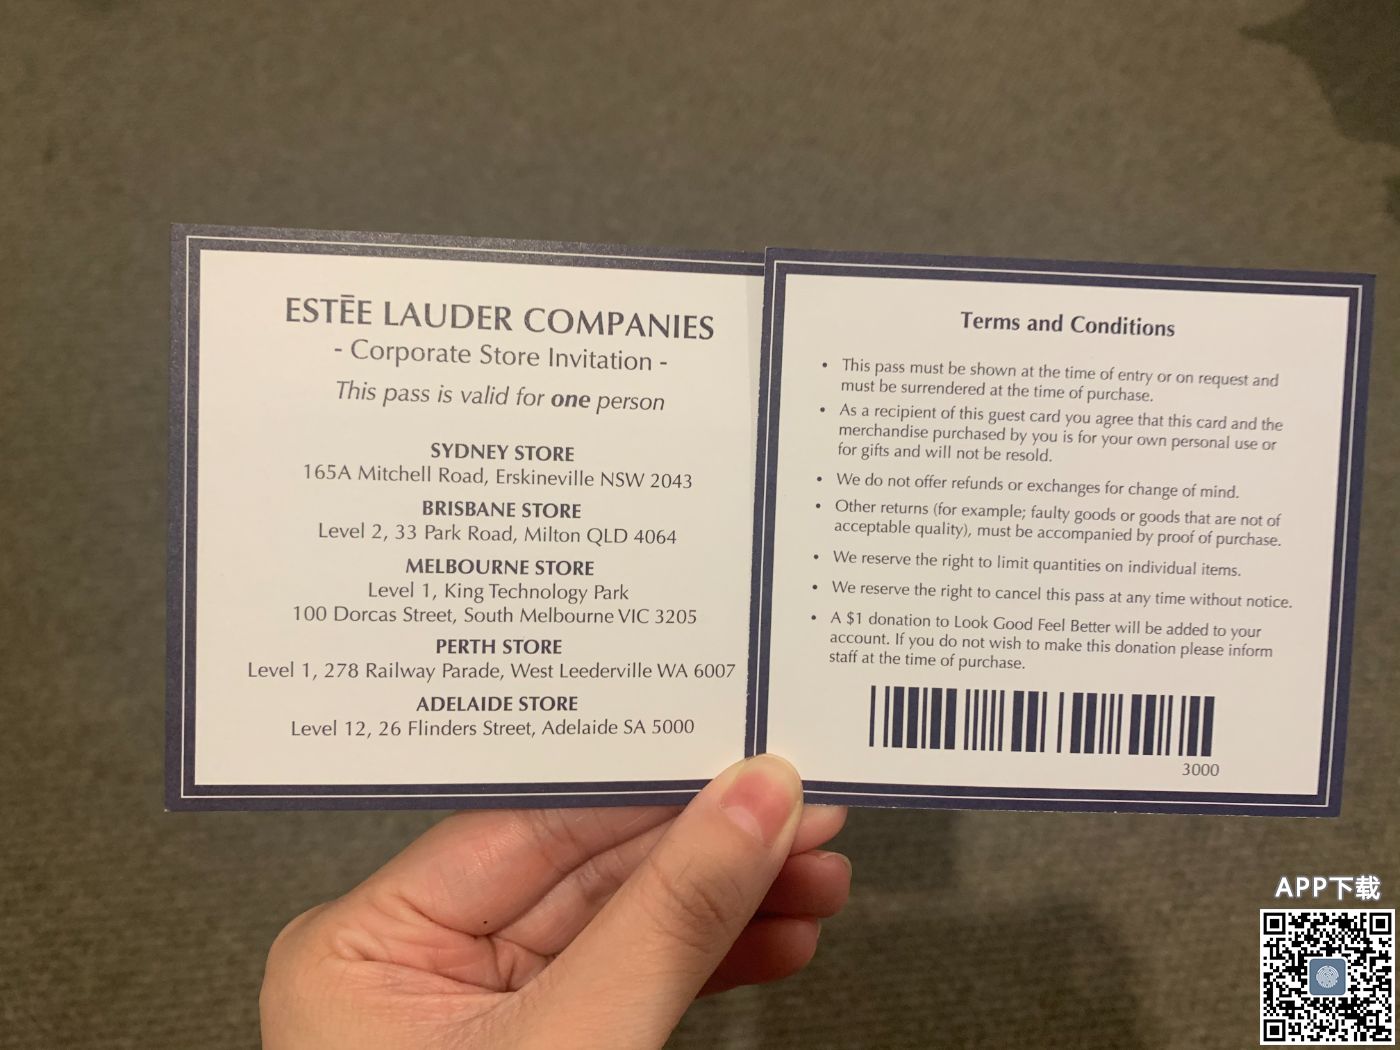 ESTĒE LAUDER COMPANIES
- Corporate Store Invitation -
This pass is valid for one person
SYDNEY STORE
165A Mitchell Road, Erskineville NSW 2043
BRISBANE STORE
Level 2, 33 Park Road, Milton QLD 4064
MELBOURNE STORE
Level 1, King Technology Park
100 Dorcas Street, South Melbourne VIC 3205
PERTH STORE
Level 1, 278 Railway Parade, West Leederville WA 6007
ADELAIDE STORE
Level 12, 26 Flinders Street, Adelaide SA 5000
Terms and Conditions
• This pass must be shown at the time of entry or on request and
must be surrendered at the time of purchase.
• As a recipient of this guest card you agree that this card and the
merchandise purchased by you is for your own personal use or
for gifts and will not be resold.
• We do not offer refunds or exchanges for change of mind.
• Other returns (for example; faulty goods or goods that are not of
acceptable quality), must be accompanied by proof of purchase.
• We reserve the right to limit quantities on individual items.
• We reserve the right to cancel this pass at any time without notice.
• A $1 donation to Look Good Feel Better will be added to your
account. If you do not wish to make this donation please inform
staff at the time of purchase.
3000
APP下载